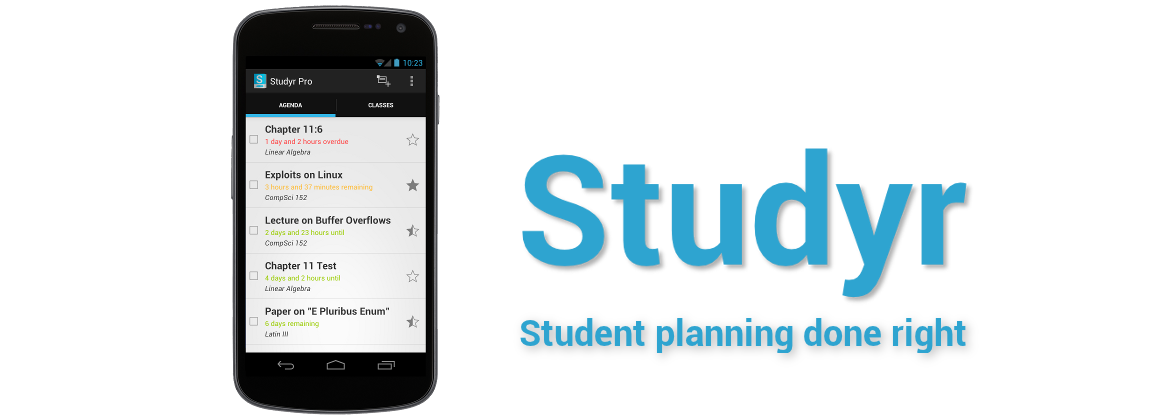 10:23
S
Studyr Pro
AGENDA
CLASSES
Chapter 11:6
1 day and 2 hours overdue
Linear Algebra
Exploits on Linux
3 hours and 37 minutes remaining
CompSci 152
Lecture on Buffer Overflows
2 days and 23 hours until
CompSci 152
Chapter 11 Test
4 days and 2 hours until
Linear Algebra
Paper on "E Pluribus Enum"
6 days remaining
Latin III
Studyr
Student planning done right